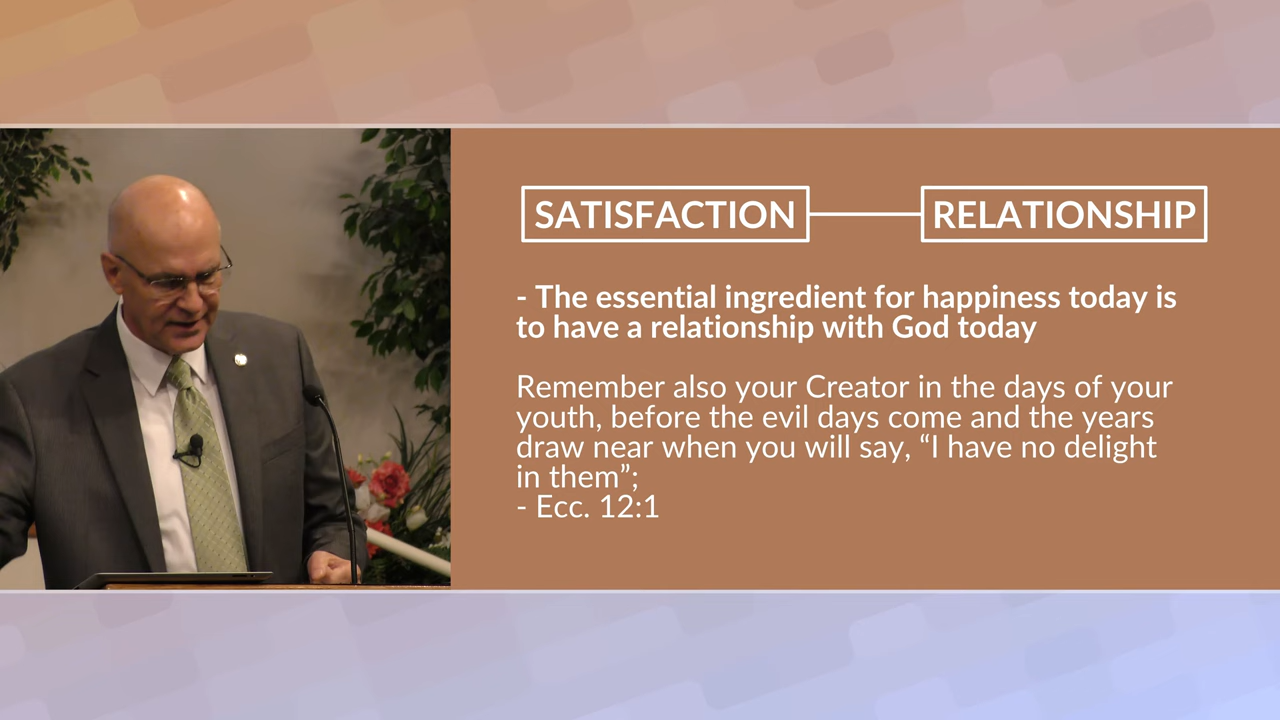 SATISFACTION RELATIONSHIP
- The essential ingredient for happiness today is
to have a relationship with God today
Remember also your Creator in the days of your
youth, before the evil days come and the years
draw near when you will say, “I have no delight
in them”;
- Ecc. 12:1